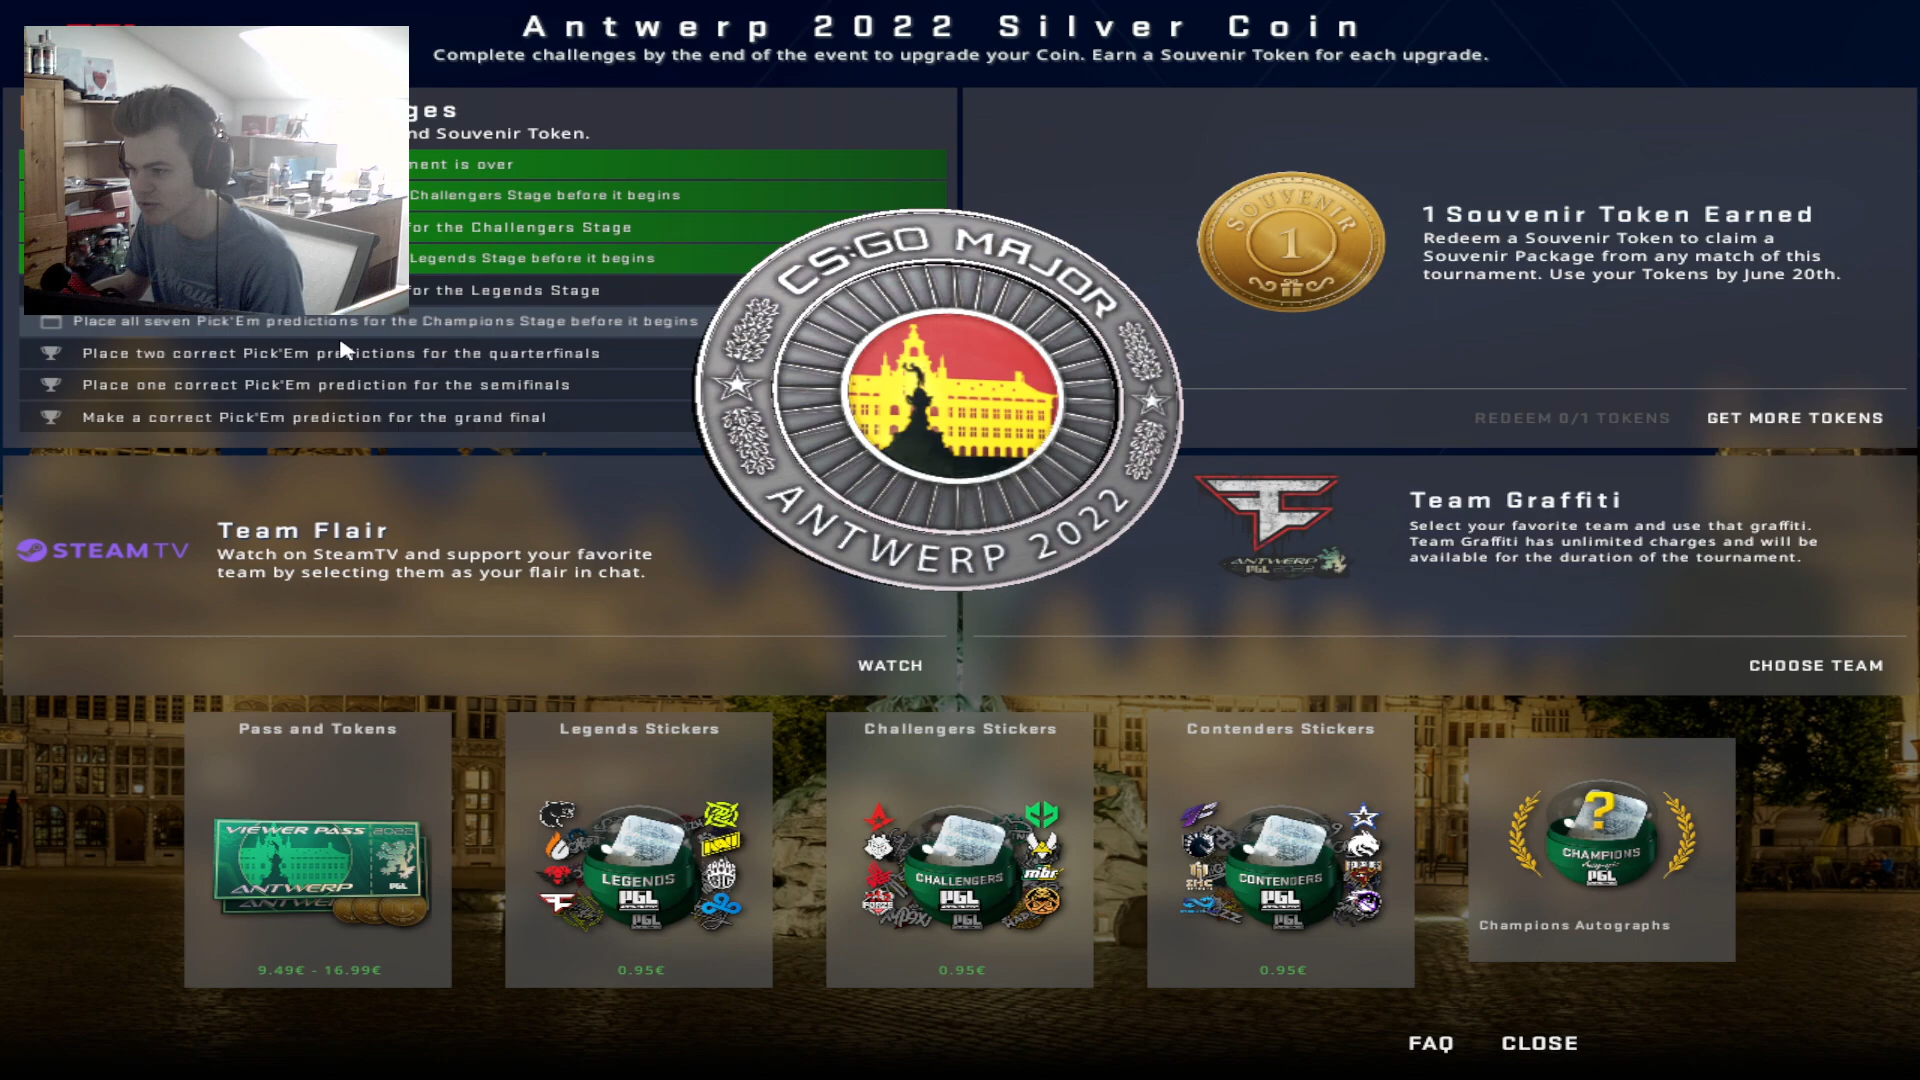 Antwerp 2022 Silver Coin
Complete challenges by the end of the event to upgrade your Coin. Earn a Souvenir Token for each upgrade.
Souvenir Token.
is over
Challengers Stage before it begins
for the Challengers Stage
Legends Stage before it begins
for the Legends Stage
Place all seven Pick'Em predictions for the Champions Stage before it begins
Place two correct Pick'Em predictions for the quarterfinals
Place one correct Pick'Em prediction for the semifinals
Make a correct Pick'Em prediction for the grand final
CS:GO MAJOR
ANTWERP 2022
SOUVENIR
1
1 Souvenir Token Earned
Redeem a Souvenir Token to claim a
Souvenir Package from any match of this
tournament. Use your Tokens by June 20th.
REDEEM 0/1 TOKENS
GET MORE TOKENS
STEAMTV
Team Flair
Watch on SteamTV and support your favorite
team by selecting them as your flair in chat.
WATCH
ANTWERP
PGL 2022
Team Graffiti
Select your favorite team and use that graffiti.
Team Graffiti has unlimited charges and will be
available for the duration of the tournament.
CHOOSE TEAM
Pass and Tokens
VIEWER PASS 2022
ANTWERP
PGL
9.49€ - 16.99€
Legends Stickers
LEGENDS
PGL
PGL
0.95€
Challengers Stickers
CHALLENGERS
PGL
PGL
mbr
FORZE
0.95€
Contenders Stickers
CONTENDERS
PGL
PGL
0.95€
?
CHAMPIONS
PGL
Champions Autographs
FAQ
CLOSE